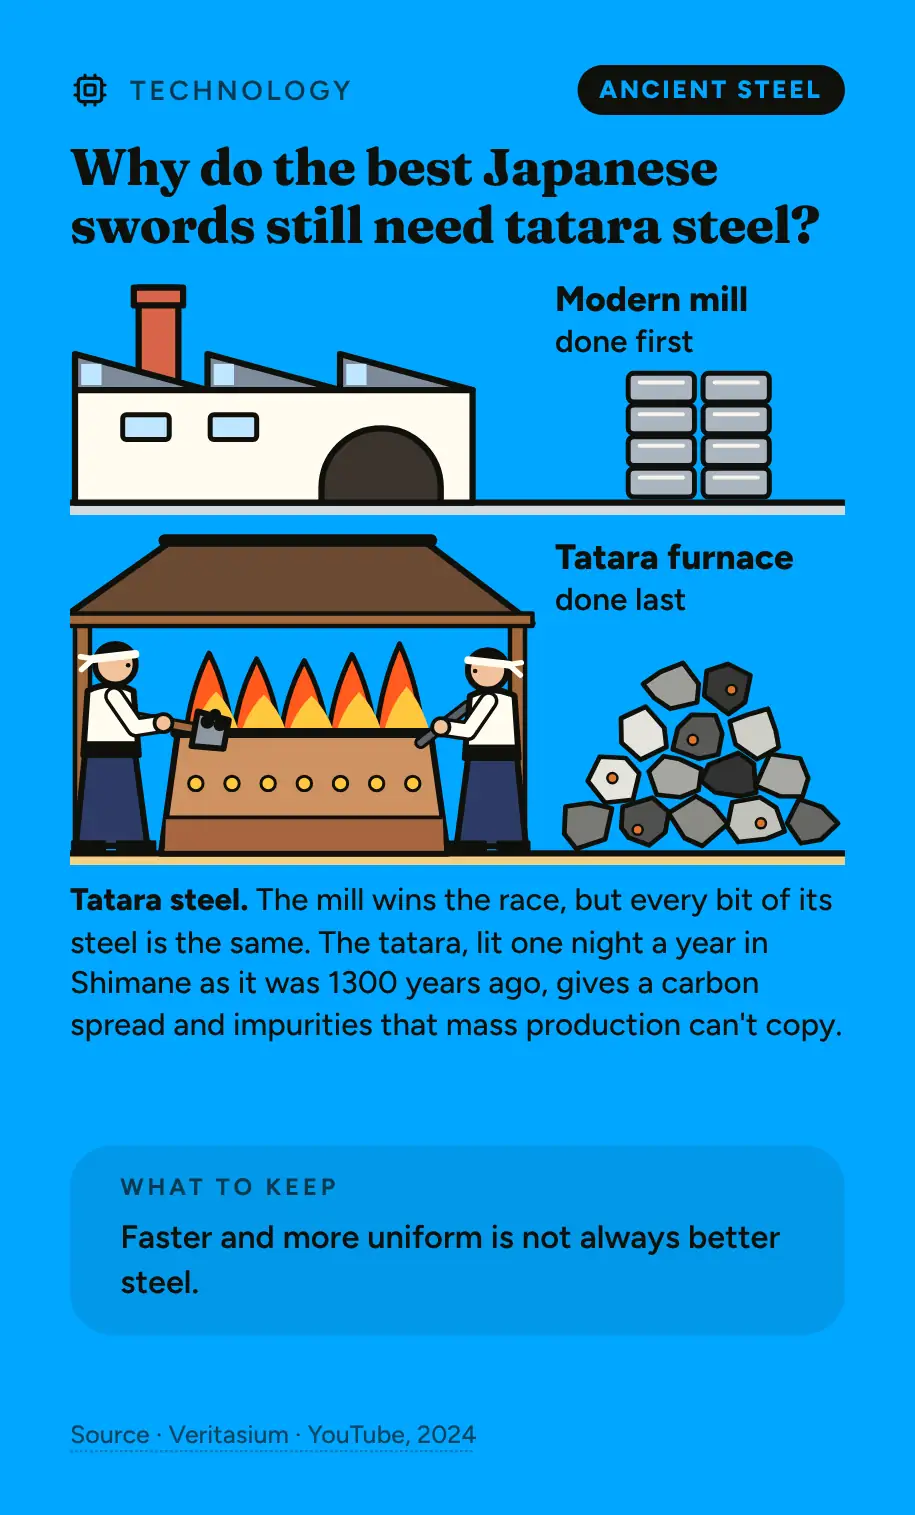 TECHNOLOGY
ANCIENT STEEL
Why do the best Japanese
swords still need tatara steel?
Modern mill
done first
Tatara furnace
done last
Tatara steel. The mill wins the race, but every bit of its
steel is the same. The tatara, lit one night a year in
Shimane as it was 1300 years ago, gives a carbon
spread and impurities that mass production can't copy.
WHAT TO KEEP
Faster and more uniform is not always better
steel.
Source · Veritasium · YouTube, 2024